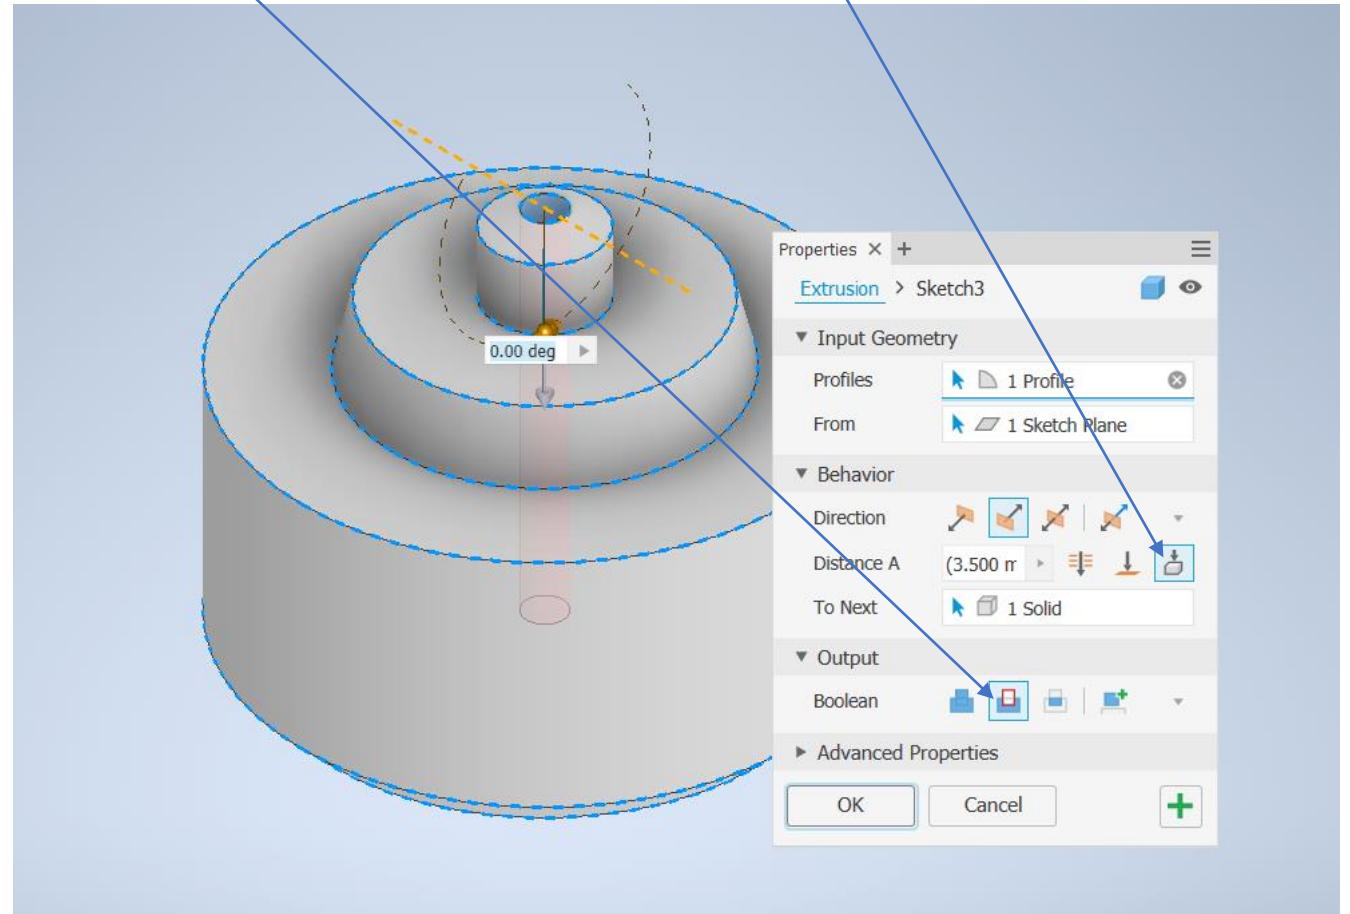 Properties × +
Extrusion > Sketch3
Input Geometry
Profiles 1 Profile
From 1 Sketch Plane
Behavior
Direction
Distance A (3.500 m
To Next 1 Solid
Output
Boolean
Advanced Properties
OK Cancel
0.00 deg